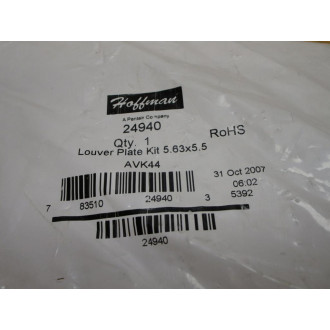 Hoffman
A Pentair Company
24940
Qty. 1
RoHS
Louver Plate Kit 5.63x5.5
AVK44
31 Oct 2007
06:02
5392
7 83510 24940 3
24940